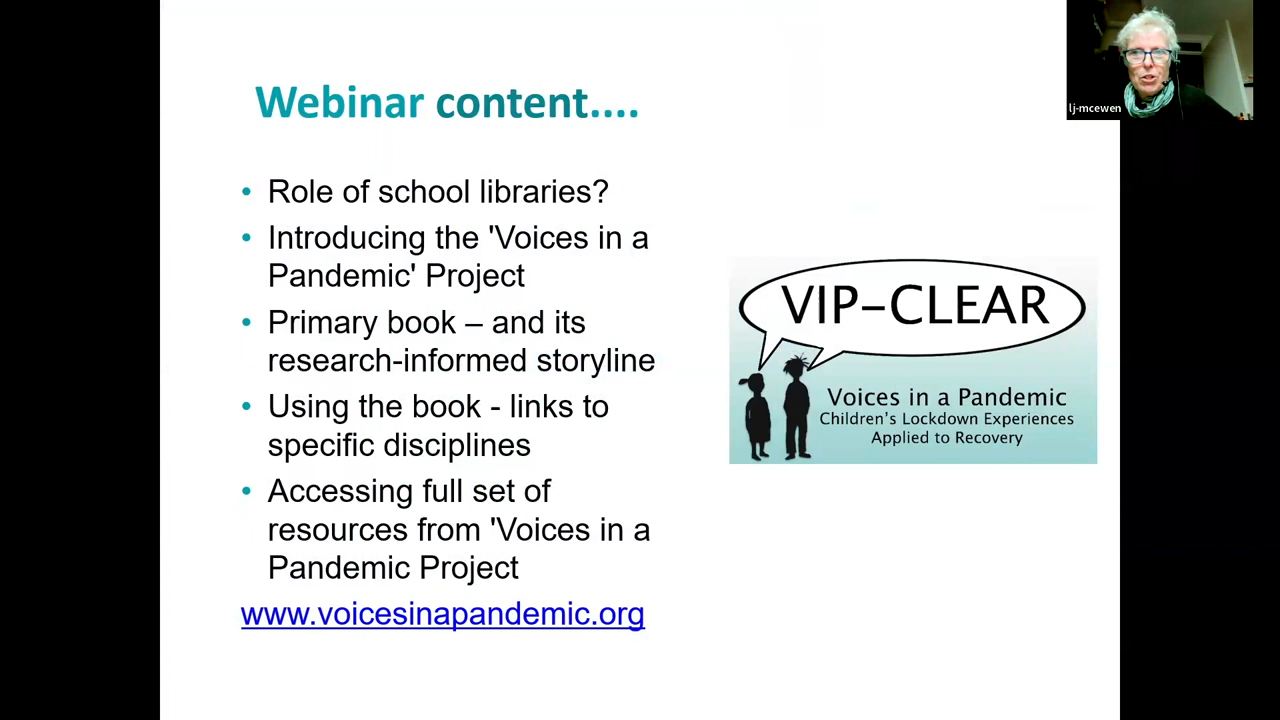 Webinar content....
lj-mcewen
• Role of school libraries?
• Introducing the 'Voices in a
Pandemic' Project
• Primary book – and its
research-informed storyline
• Using the book - links to
specific disciplines
• Accessing full set of
resources from 'Voices in a
Pandemic Project
www.voicesinapandemic.org
VIP-CLEAR
Voices in a Pandemic
Children's Lockdown Experiences
Applied to Recovery